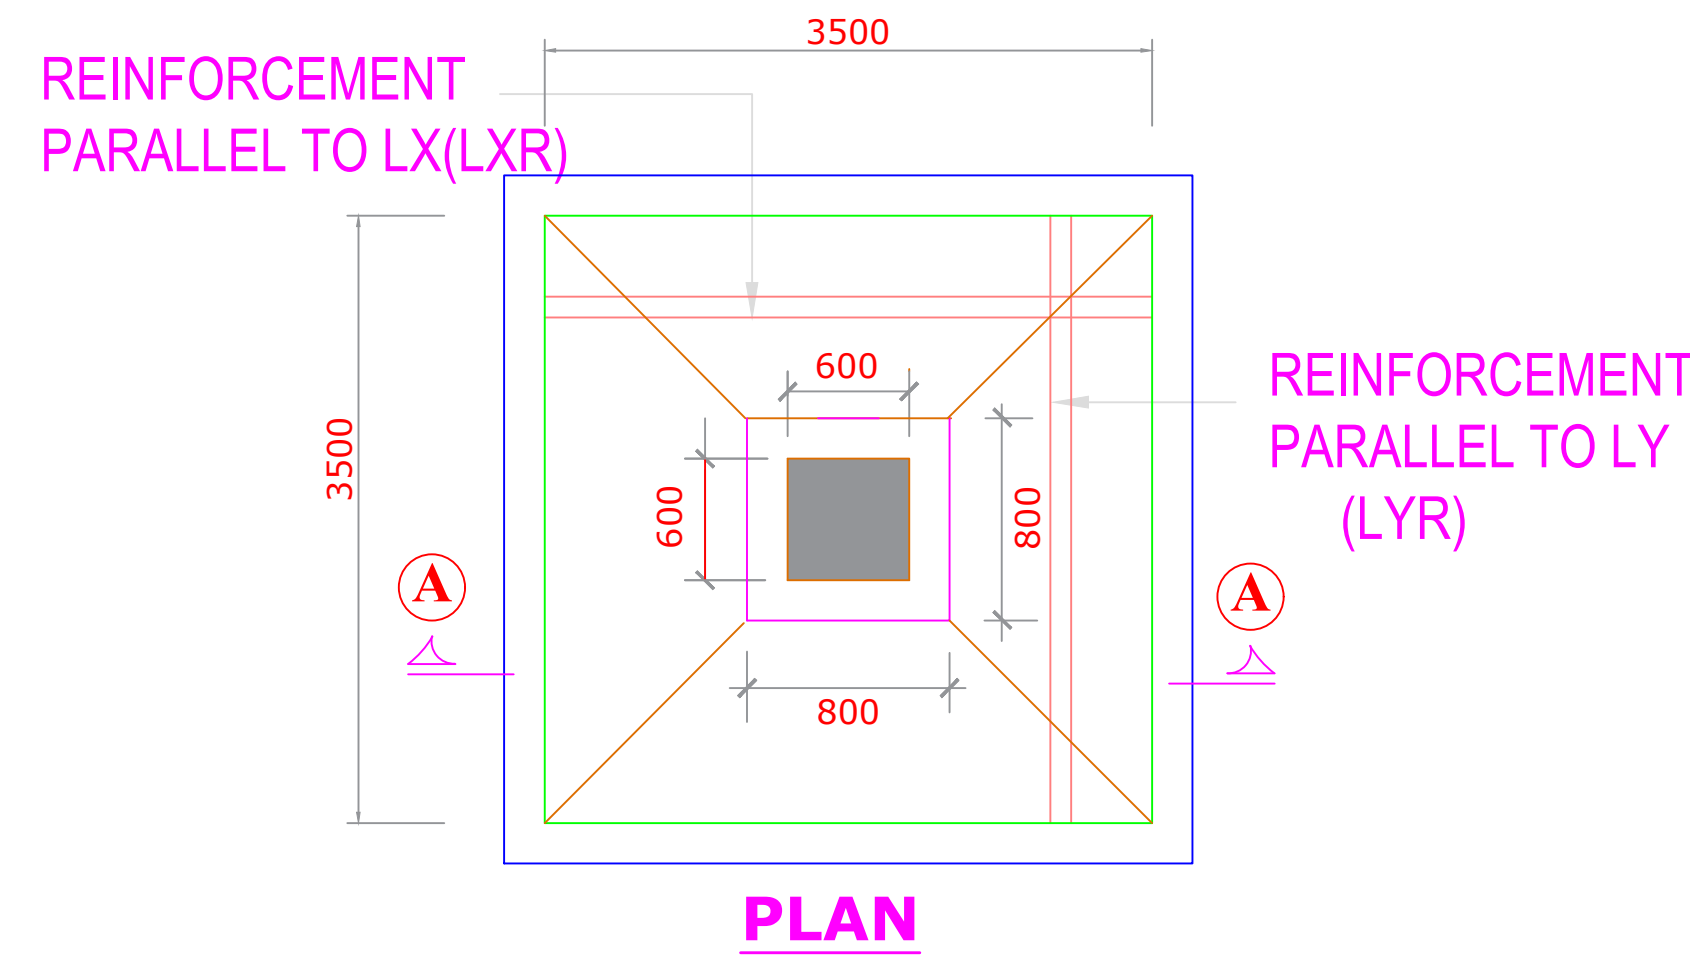 3500
REINFORCEMENT
PARALLEL TO LX(LXR)
600
REINFORCEMENT
PARALLEL TO LY
(LYR)
3500
600
800
A
A
800
PLAN